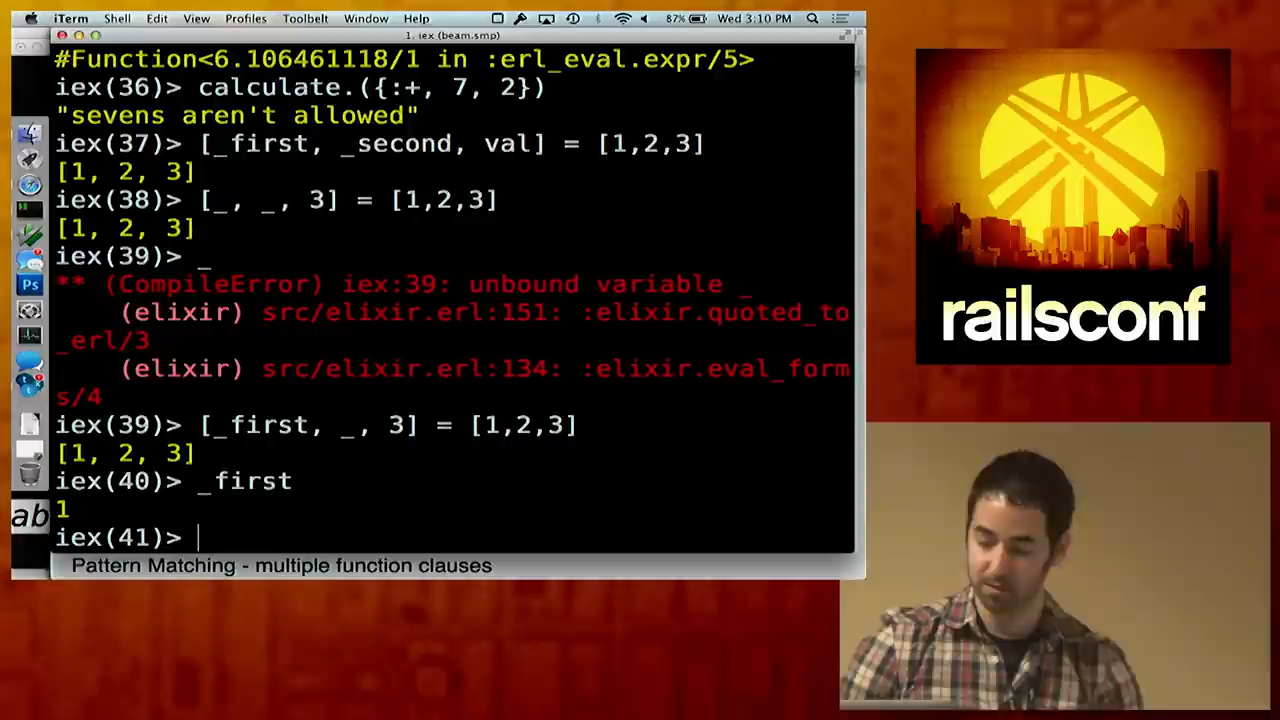 iTerm Shell Edit View Profiles Toolbelt iTerm Window Help 87% Wed 3:10 PM
1. iex (beam.smp)
#Function<6.106461118/1 in :erl_eval.expr/5>
iex(36)> calculate.({:+, 7, 2})
"sevens aren't allowed"
iex(37)> [_first, _second, val] = [1,2,3]
[1, 2, 3]
iex(38)> [_, _, 3] = [1,2,3]
[1, 2, 3]
iex(39)> _
** (CompileError) iex:39: unbound variable _
(elixir) src/elixir.erl:151: :elixir.quoted_to
_erl/3
(elixir) src/elixir.erl:134: :elixir.eval_form
s/4
iex(39)> [_first, _, 3] = [1,2,3]
[1, 2, 3]
iex(40)> _first
1
iex(41)>
Ps
ab
Pattern Matching - multiple function clauses
railsconf